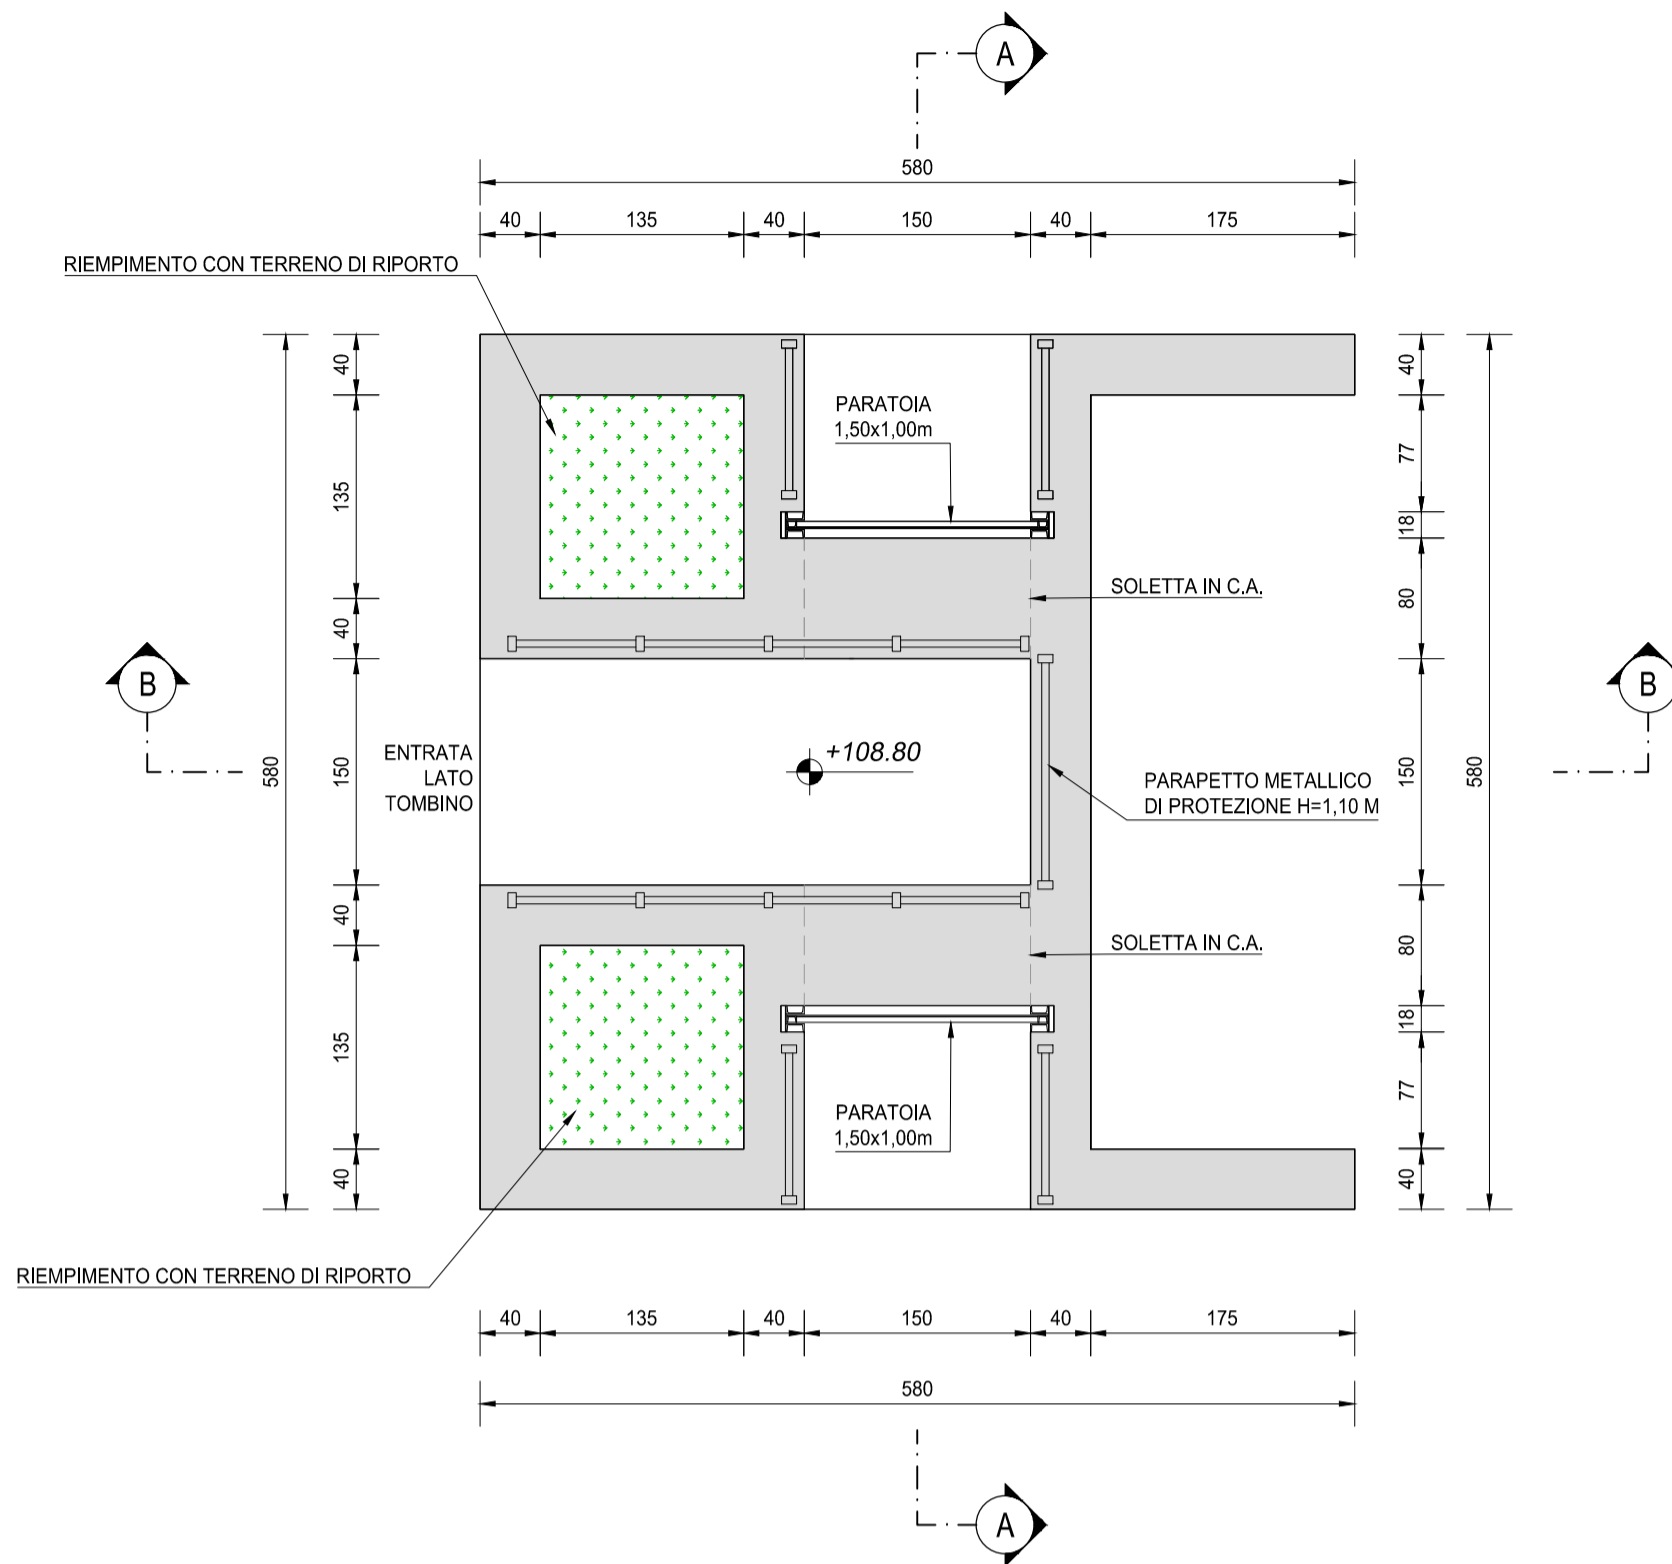 A
580
40 135 40 150 40 175
RIEMPIMENTO CON TERRENO DI RIPORTO
40
40
PARATOIA
1,50x1,00m
77
135
18
SOLETTA IN C.A.
80
40
B
B
ENTRATA
LATO
TOMBINO
+108.80
580
150
150
580
PARAPETTO METALLICO
DI PROTEZIONE H=1,10 M
40
SOLETTA IN C.A.
80
18
135
77
PARATOIA
1,50x1,00m
40
40
RIEMPIMENTO CON TERRENO DI RIPORTO
40 135 40 150 40 175
580
A